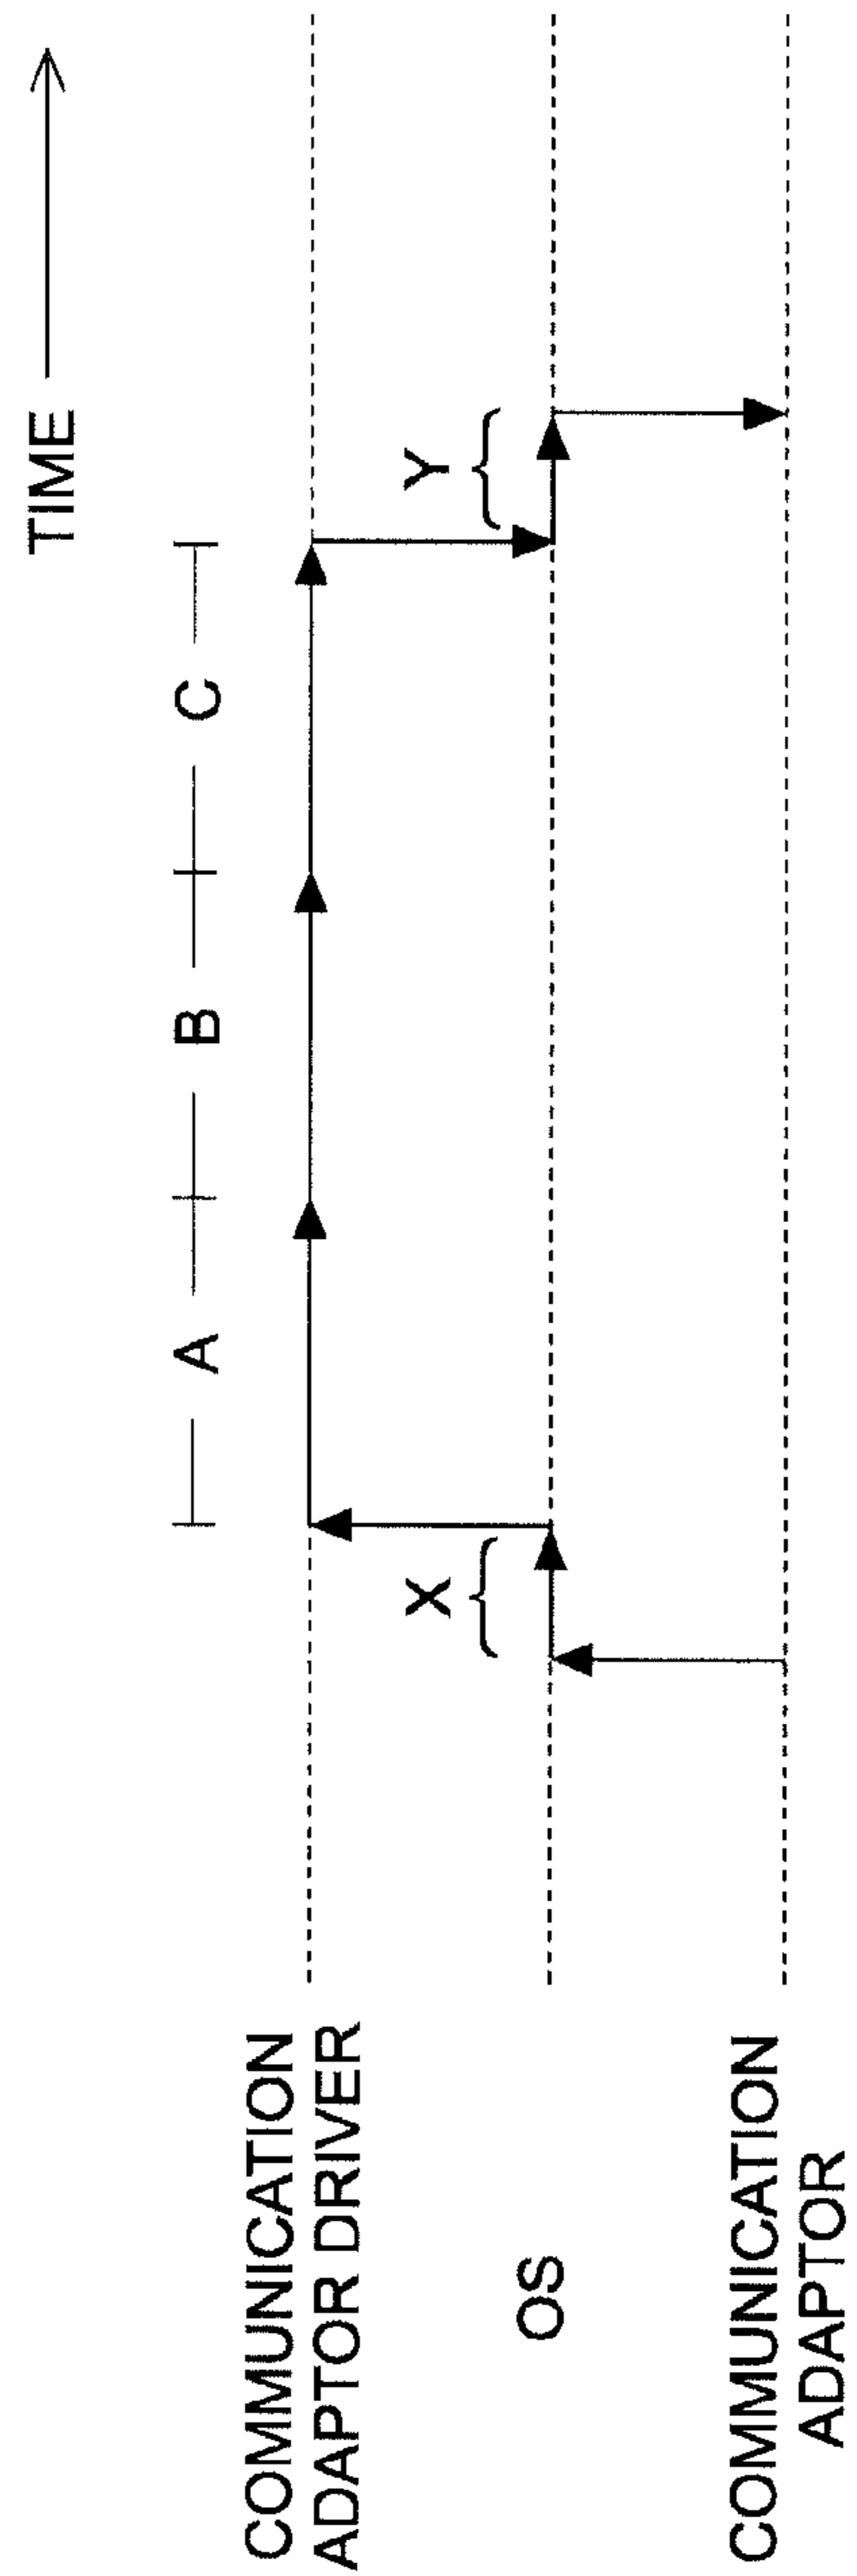 TIME
A B C
COMMUNICATION
ADAPTOR DRIVER
X Y
OS
COMMUNICATION
ADAPTOR